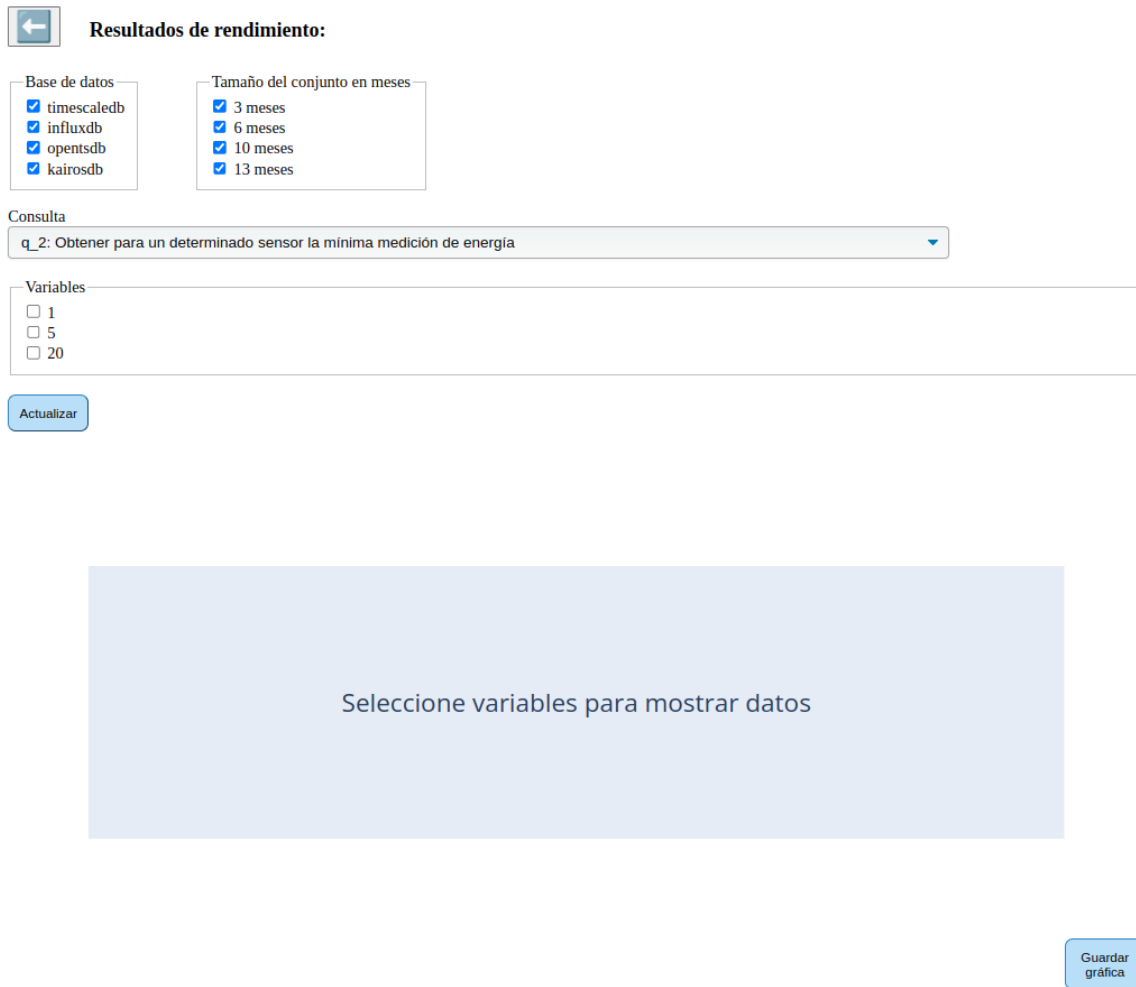 Resultados de rendimiento:
Base de datos
timescaledb
influxdb
opentsdb
kairosdb
Tamaño del conjunto en meses
3 meses
6 meses
10 meses
13 meses
Consulta
q_2: Obtener para un determinado sensor la mínima medición de energía
Variables
1
5
20
Actualizar
Seleccione variables para mostrar datos
Guardar
gráfica